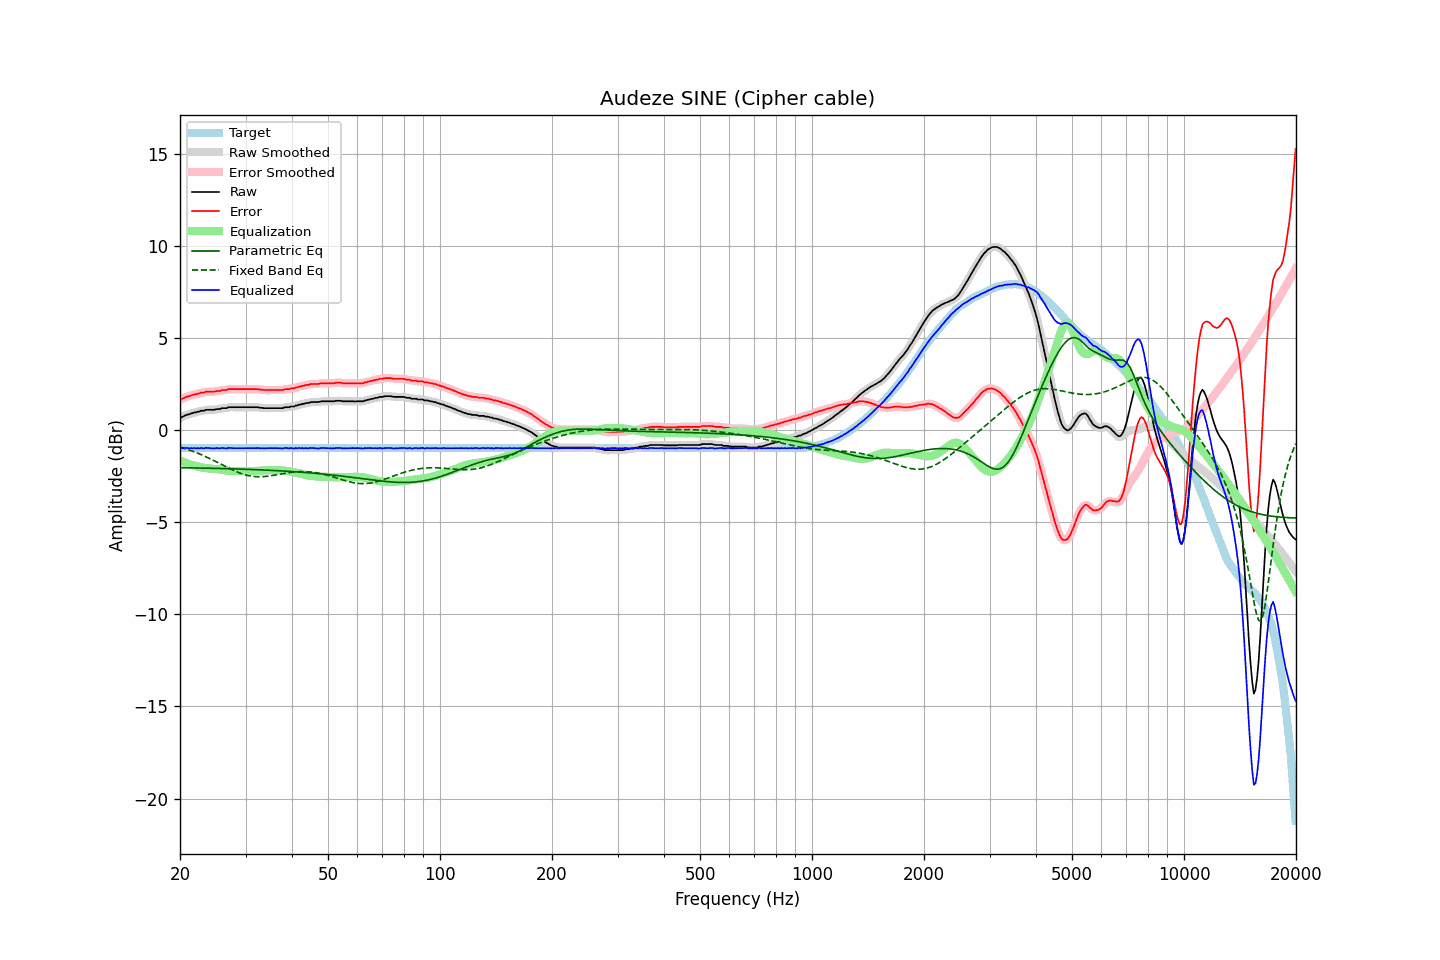 Audeze SINE (Cipher cable)
Target
Raw Smoothed
Error Smoothed
Raw
Error
Equalization
Parametric Eq
Fixed Band Eq
Equalized
15
10
5
0
−5
−10
−15
−20
Amplitude (dBr)
20
50
100
200
500
1000
2000
5000
10000
20000
Frequency (Hz)